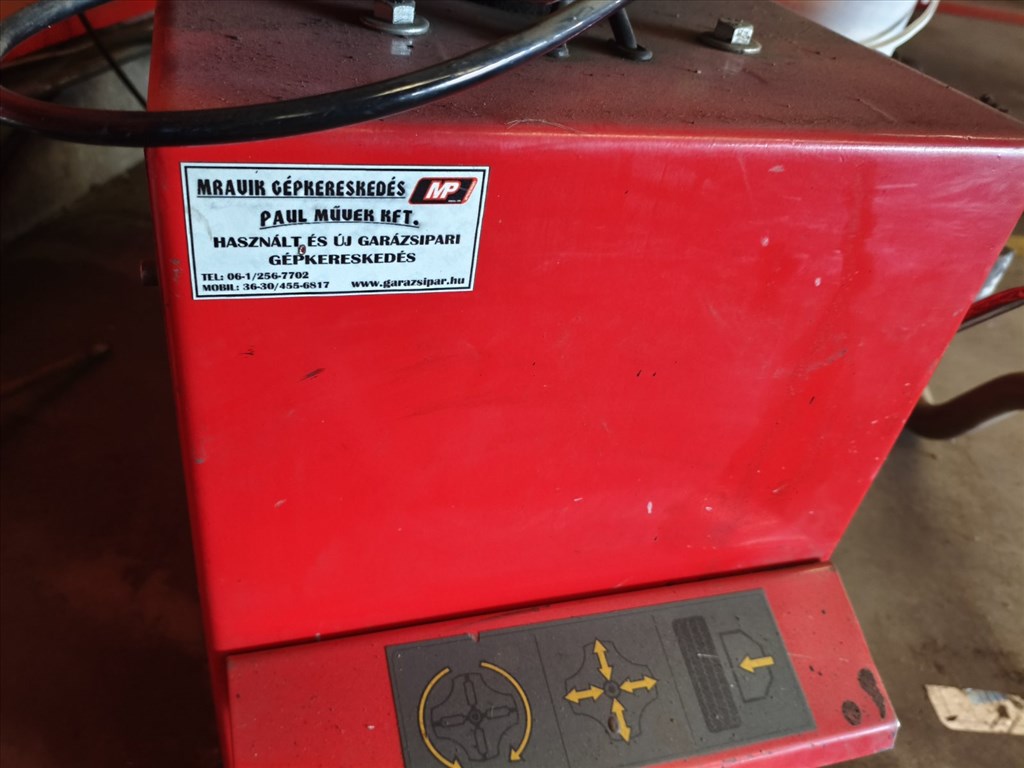 MRAVIK GÉPKERESKEDÉS MP
PAUL MŰVEK KFT.
HASZNÁLT ÉS ÚJ GARÁZSIPARI
GÉPKERESKEDÉS
TEL: 06-1/256-7702
MOBIL: 36-30/455-6817 www.garazsipar.hu